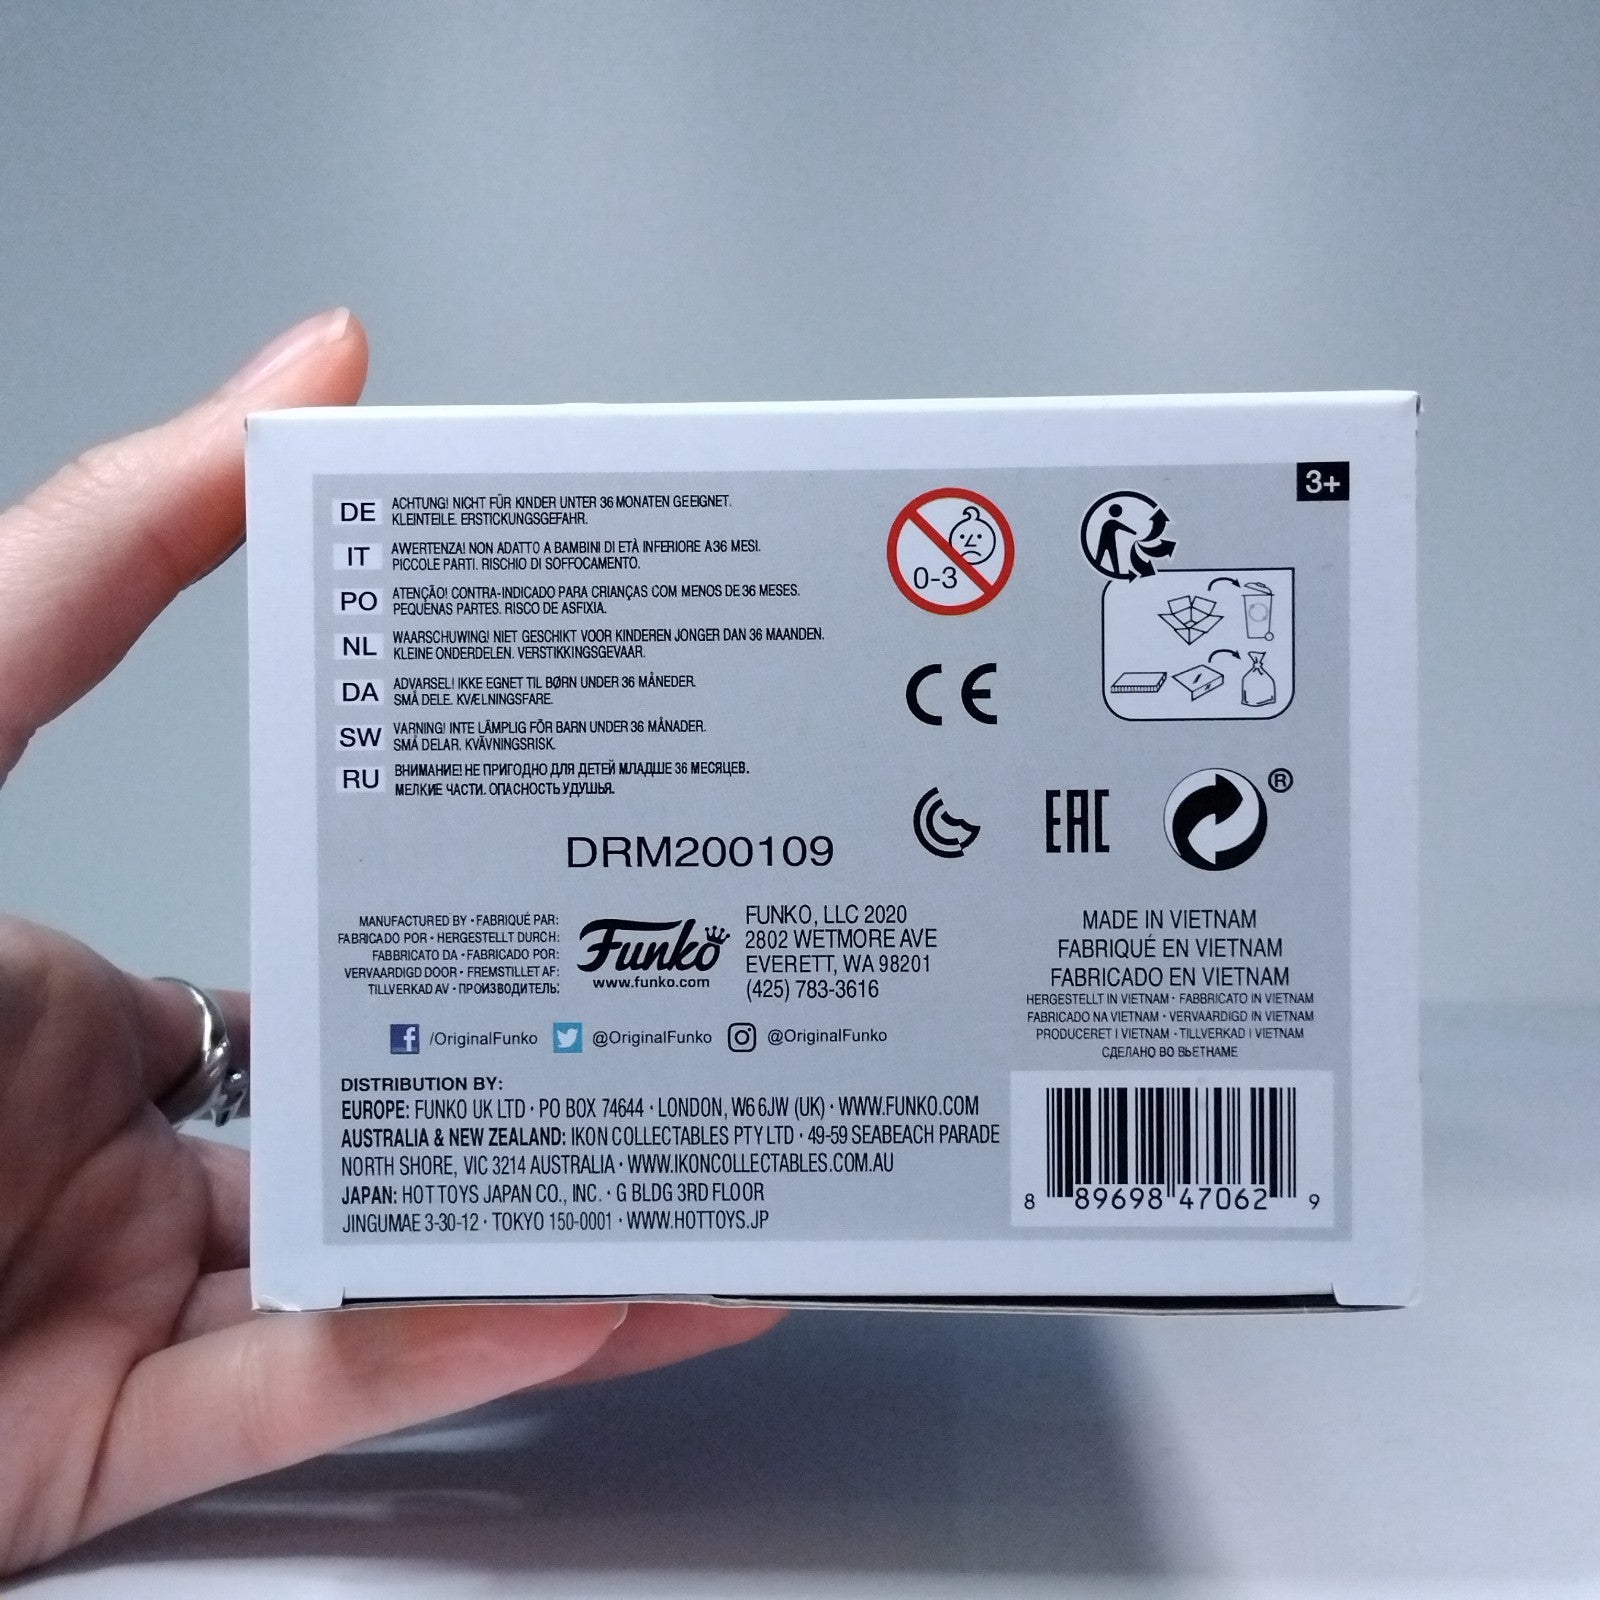 3+
DE ACHTUNG! NICHT FÜR KINDER UNTER 36 MONATEN GEEIGNET.
KLEINTEILE. ERSTICKUNGSGEFAHR.
IT AWERTENZA! NON ADATTO A BAMBINI DI ETÀ INFERIORE A 36 MESI.
PICCOLE PARTI. RISCHIO DI SOFFOCAMENTO.
PO ATENÇÃO! CONTRA-INDICADO PARA CRIANÇAS COM MENOS DE 36 MESES.
PEQUENAS PARTES. RISCO DE ASFIXIA.
NL WAARSCHUWING! NIET GESCHIKT VOOR KINDEREN JONGER DAN 36 MAANDEN.
KLEINE ONDERDELEN. VERSTIKKINGSGEVAAR.
DA ADVARSEL! IKKE EGNET TIL BØRN UNDER 36 MÅNEDER.
SMÅ DELE. KVÆLNINGSFARE.
SW VARNING! INTE LÄMPLIG FÖR BARN UNDER 36 MÅNADER.
SMÅ DELAR. KVÄVNINGSRISK.
RU ВНИМАНИЕ! НЕ ПРИГОДНО ДЛЯ ДЕТЕЙ МЛАДШЕ 36 МЕСЯЦЕВ.
МЕЛКИЕ ЧАСТИ. ОПАСНОСТЬ УДУШЬЯ.
0-3
CE
EAC
®
DRM200109
MANUFACTURED BY • FABRIQUÉ PAR:
FABRICADO POR • HERGESTELLT DURCH:
FABBRICATO DA • FABRICADO POR:
VERVAARDIGD DOOR • FREMSTILLET AF:
TILLVERKAD AV • ПРОИЗВОДИТЕЛЬ:
Funko
www.funko.com
FUNKO, LLC 2020
2802 WETMORE AVE
EVERETT, WA 98201
(425) 783-3616
MADE IN VIETNAM
FABRIQUÉ EN VIETNAM
FABRICADO EN VIETNAM
HERGESTELLT IN VIETNAM • FABBRICATO IN VIETNAM
FABRICADO NA VIETNAM • VERVAARDIGD IN VIETNAM
PRODUCERET I VIETNAM • TILLVERKAD I VIETNAM
СДЕЛАНО ВО ВЬЕТНАМЕ
/OriginalFunko @OriginalFunko @OriginalFunko
DISTRIBUTION BY:
EUROPE: FUNKO UK LTD • PO BOX 74644 • LONDON, W6 6JW (UK) • WWW.FUNKO.COM
AUSTRALIA & NEW ZEALAND: IKON COLLECTABLES PTY LTD • 49-59 SEABEACH PARADE
NORTH SHORE, VIC 3214 AUSTRALIA • WWW.IKONCOLLECTABLES.COM.AU
JAPAN: HOT TOYS JAPAN CO., INC. • G BLDG 3RD FLOOR
JINGUMAE 3-30-12 • TOKYO 150-0001 • WWW.HOTTOYS.JP
8 89698 47062 9